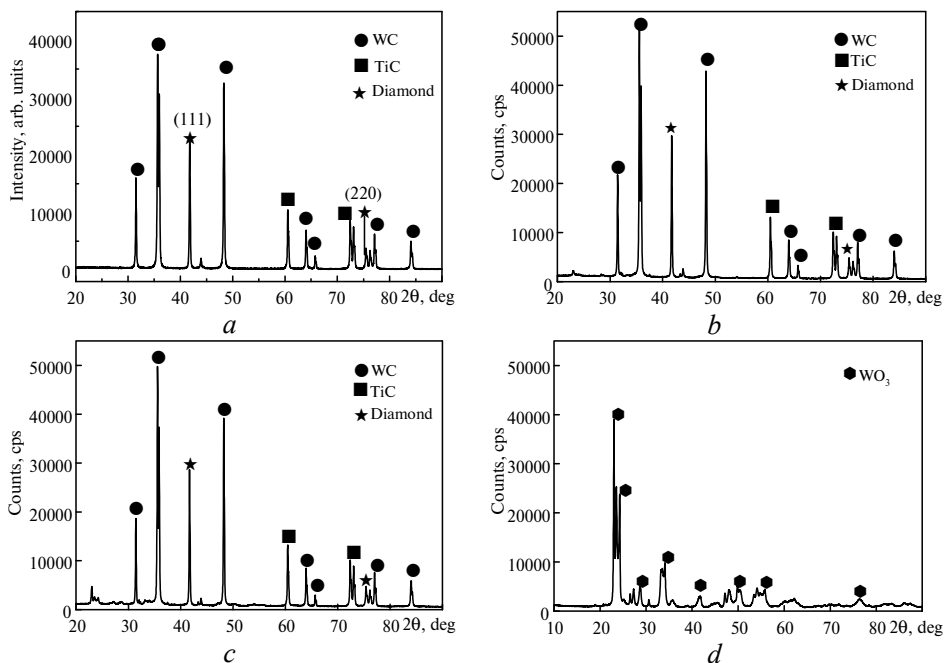 40000
30000
20000
10000
0
Intensity, arb. units
WC
TiC
Diamond
(111)
(220)
20 30 40 50 60 70 80 2θ, deg
a
50000
40000
30000
20000
10000
0
Counts, cps
WC
TiC
Diamond
20 30 40 50 60 70 80 2θ, deg
b
50000
40000
30000
20000
10000
0
Counts, cps
WC
TiC
Diamond
20 30 40 50 60 70 80 2θ, deg
c
50000
40000
30000
20000
10000
0
Counts, cps
WO₃
10 20 30 40 50 60 70 80 2θ, deg
d